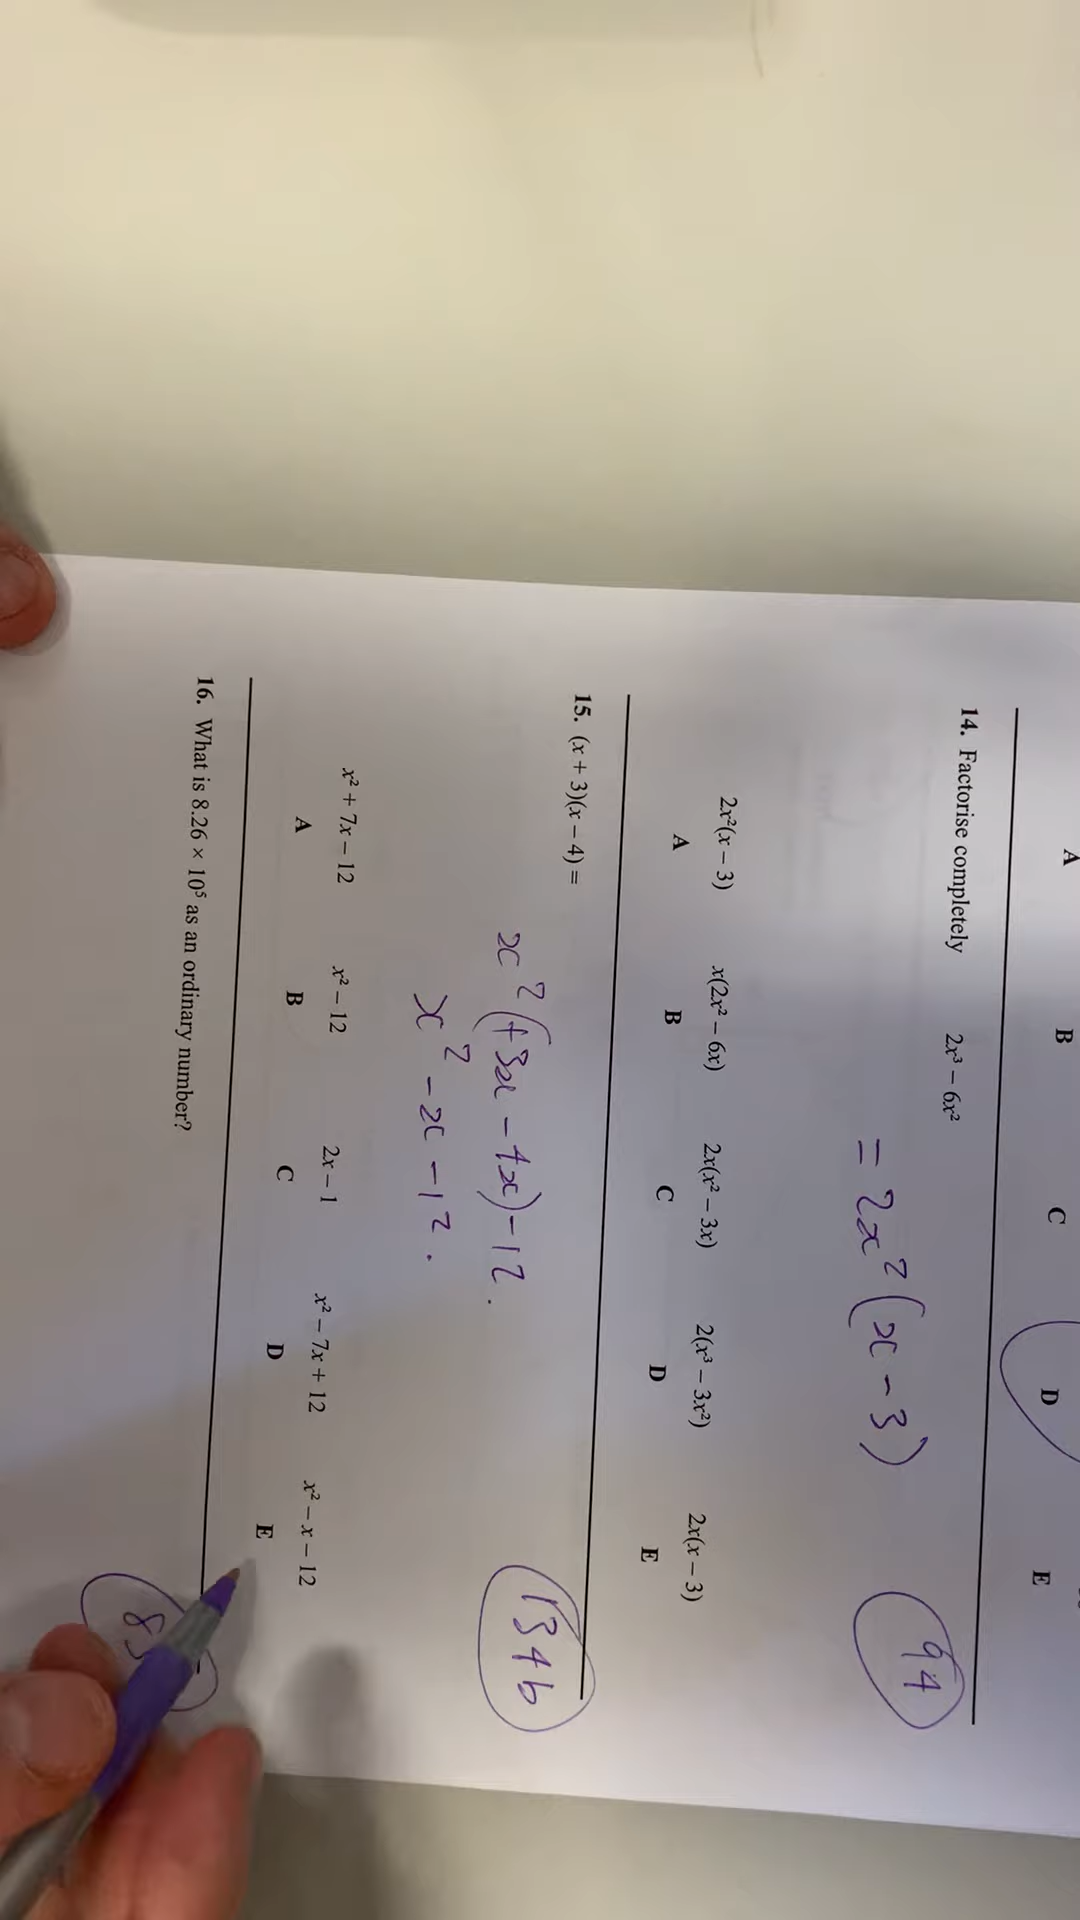 A B C D E
14. Factorise completely 2x³ – 6x²
= 2x²(x – 3)
94
2x²(x – 3) x(2x² – 6x) 2x(x² – 3x) 2(x³ – 3x²) 2x(x – 3)
A B C D E
15. (x + 3)(x – 4) =
134b
x²(+3x – 4x) – 12.
x² – x – 12.
x² + 7x – 12 x² – 12 2x – 1 x² – 7x + 12 x² – x – 12
A B C D E
16. What is 8.26 × 10⁵ as an ordinary number?